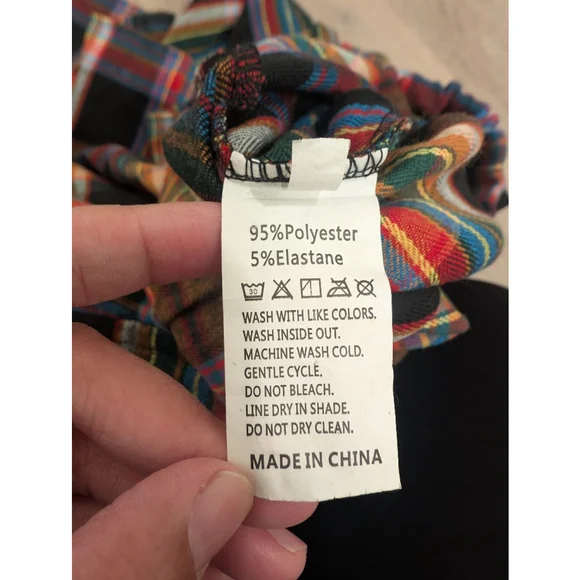 95%Polyester
5%Elastane
30
WASH WITH LIKE COLORS.
WASH INSIDE OUT.
MACHINE WASH COLD.
GENTLE CYCLE.
DO NOT BLEACH.
LINE DRY IN SHADE.
DO NOT DRY CLEAN.
MADE IN CHINA